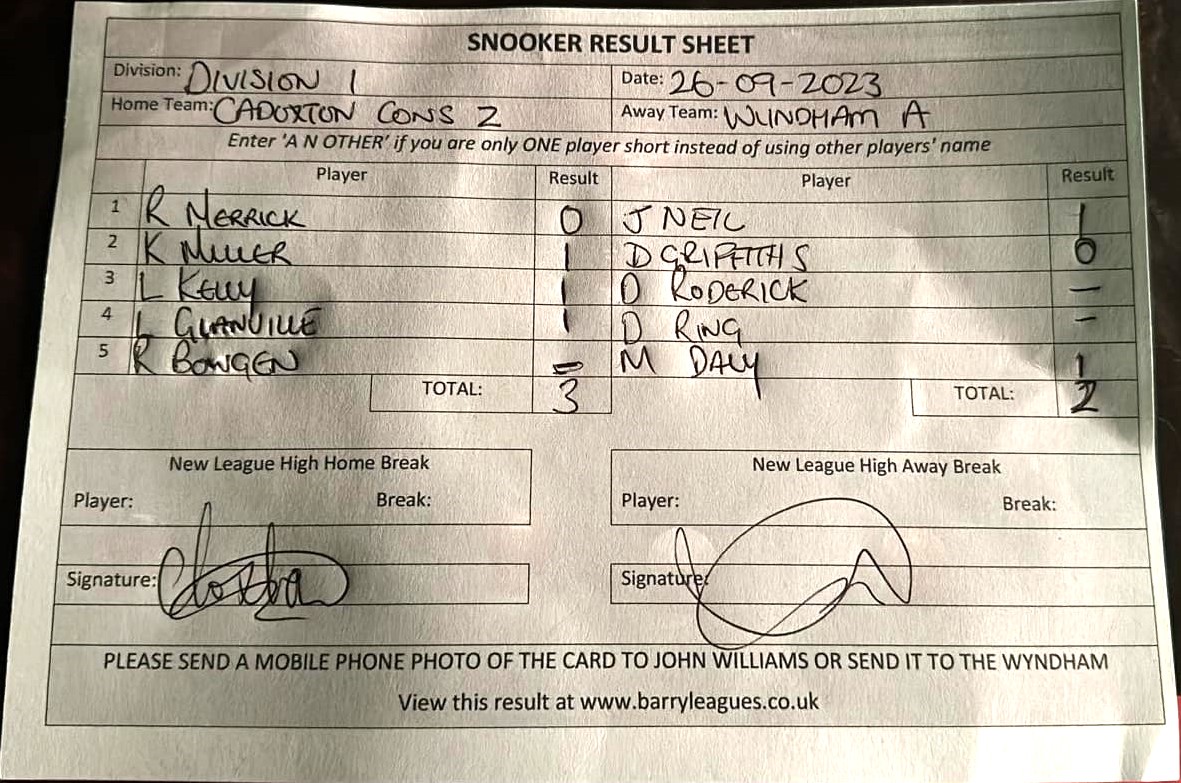 SNOOKER RESULT SHEET
Division: DIVISION 1 Date: 26-09-2023
Home Team: CADOXTON CONS 2 Away Team: WYNDHAM A
Enter 'A N OTHER' if you are only ONE player short instead of using other players' name
Player Result Player Result
1 R MERRICK 0 J NEIL 1
2 K MILLER 1 D GRIFFITHS 0
3 L KELLY 1 D RODERICK –
4 L GLANVILLE 1 D RING –
5 R BOWGEN – M DALY 1
TOTAL: 3 TOTAL: 2
New League High Home Break New League High Away Break
Player: Break: Player: Break:
Signature: Signature:
PLEASE SEND A MOBILE PHONE PHOTO OF THE CARD TO JOHN WILLIAMS OR SEND IT TO THE WYNDHAM
View this result at www.barryleagues.co.uk